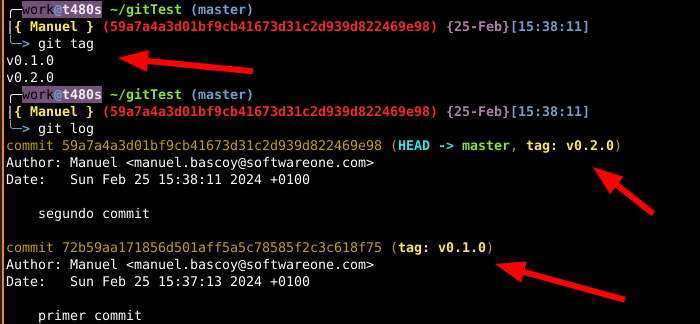 work@t480s ~/gitTest (master)
|{ Manuel } (59a7a4a3d01bf9cb41673d31c2d939d822469e98) {25-Feb}[15:38:11]
└─> git tag
v0.1.0
v0.2.0
work@t480s ~/gitTest (master)
|{ Manuel } (59a7a4a3d01bf9cb41673d31c2d939d822469e98) {25-Feb}[15:38:11]
└─> git log
commit 59a7a4a3d01bf9cb41673d31c2d939d822469e98 (HEAD -> master, tag: v0.2.0)
Author: Manuel <manuel.bascoy@softwareone.com>
Date:   Sun Feb 25 15:38:11 2024 +0100
segundo commit
commit 72b59aa171856d501aff5a5c78585f2c3c618f75 (tag: v0.1.0)
Author: Manuel <manuel.bascoy@softwareone.com>
Date:   Sun Feb 25 15:37:13 2024 +0100
primer commit